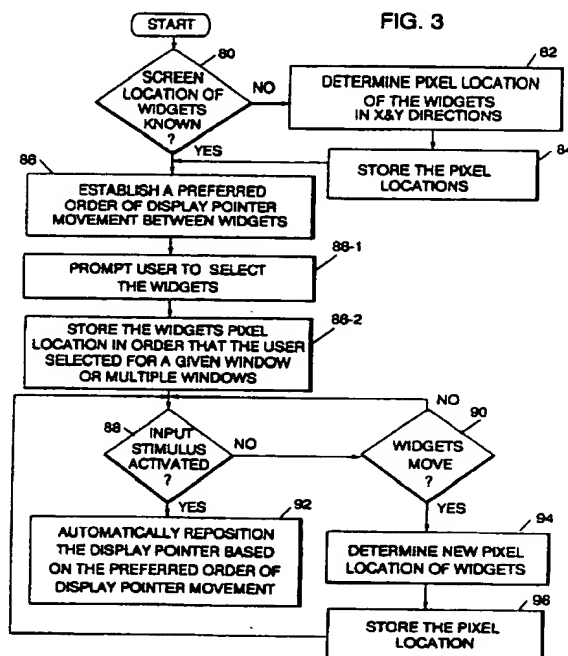 START
FIG. 3
80
82
SCREEN
LOCATION OF
WIDGETS
KNOWN
?
NO
YES
DETERMINE PIXEL LOCATION
OF THE WIDGETS
IN X&Y DIRECTIONS
84
STORE THE PIXEL
LOCATIONS
86
ESTABLISH A PREFERRED
ORDER OF DISPLAY POINTER
MOVEMENT BETWEEN WIDGETS
86-1
PROMPT USER TO SELECT
THE WIDGETS
86-2
STORE THE WIDGETS PIXEL
LOCATION IN ORDER THAT THE USER
SELECTED FOR A GIVEN WINDOW
OR MULTIPLE WINDOWS
NO
88
INPUT
STIMULUS
ACTIVATED
?
NO
YES
90
WIDGETS
MOVE
?
YES
92
AUTOMATICALLY REPOSITION
THE DISPLAY POINTER BASED
ON THE PREFERRED ORDER OF
DISPLAY POINTER MOVEMENT
94
DETERMINE NEW PIXEL
LOCATION OF WIDGETS
96
STORE THE PIXEL
LOCATION